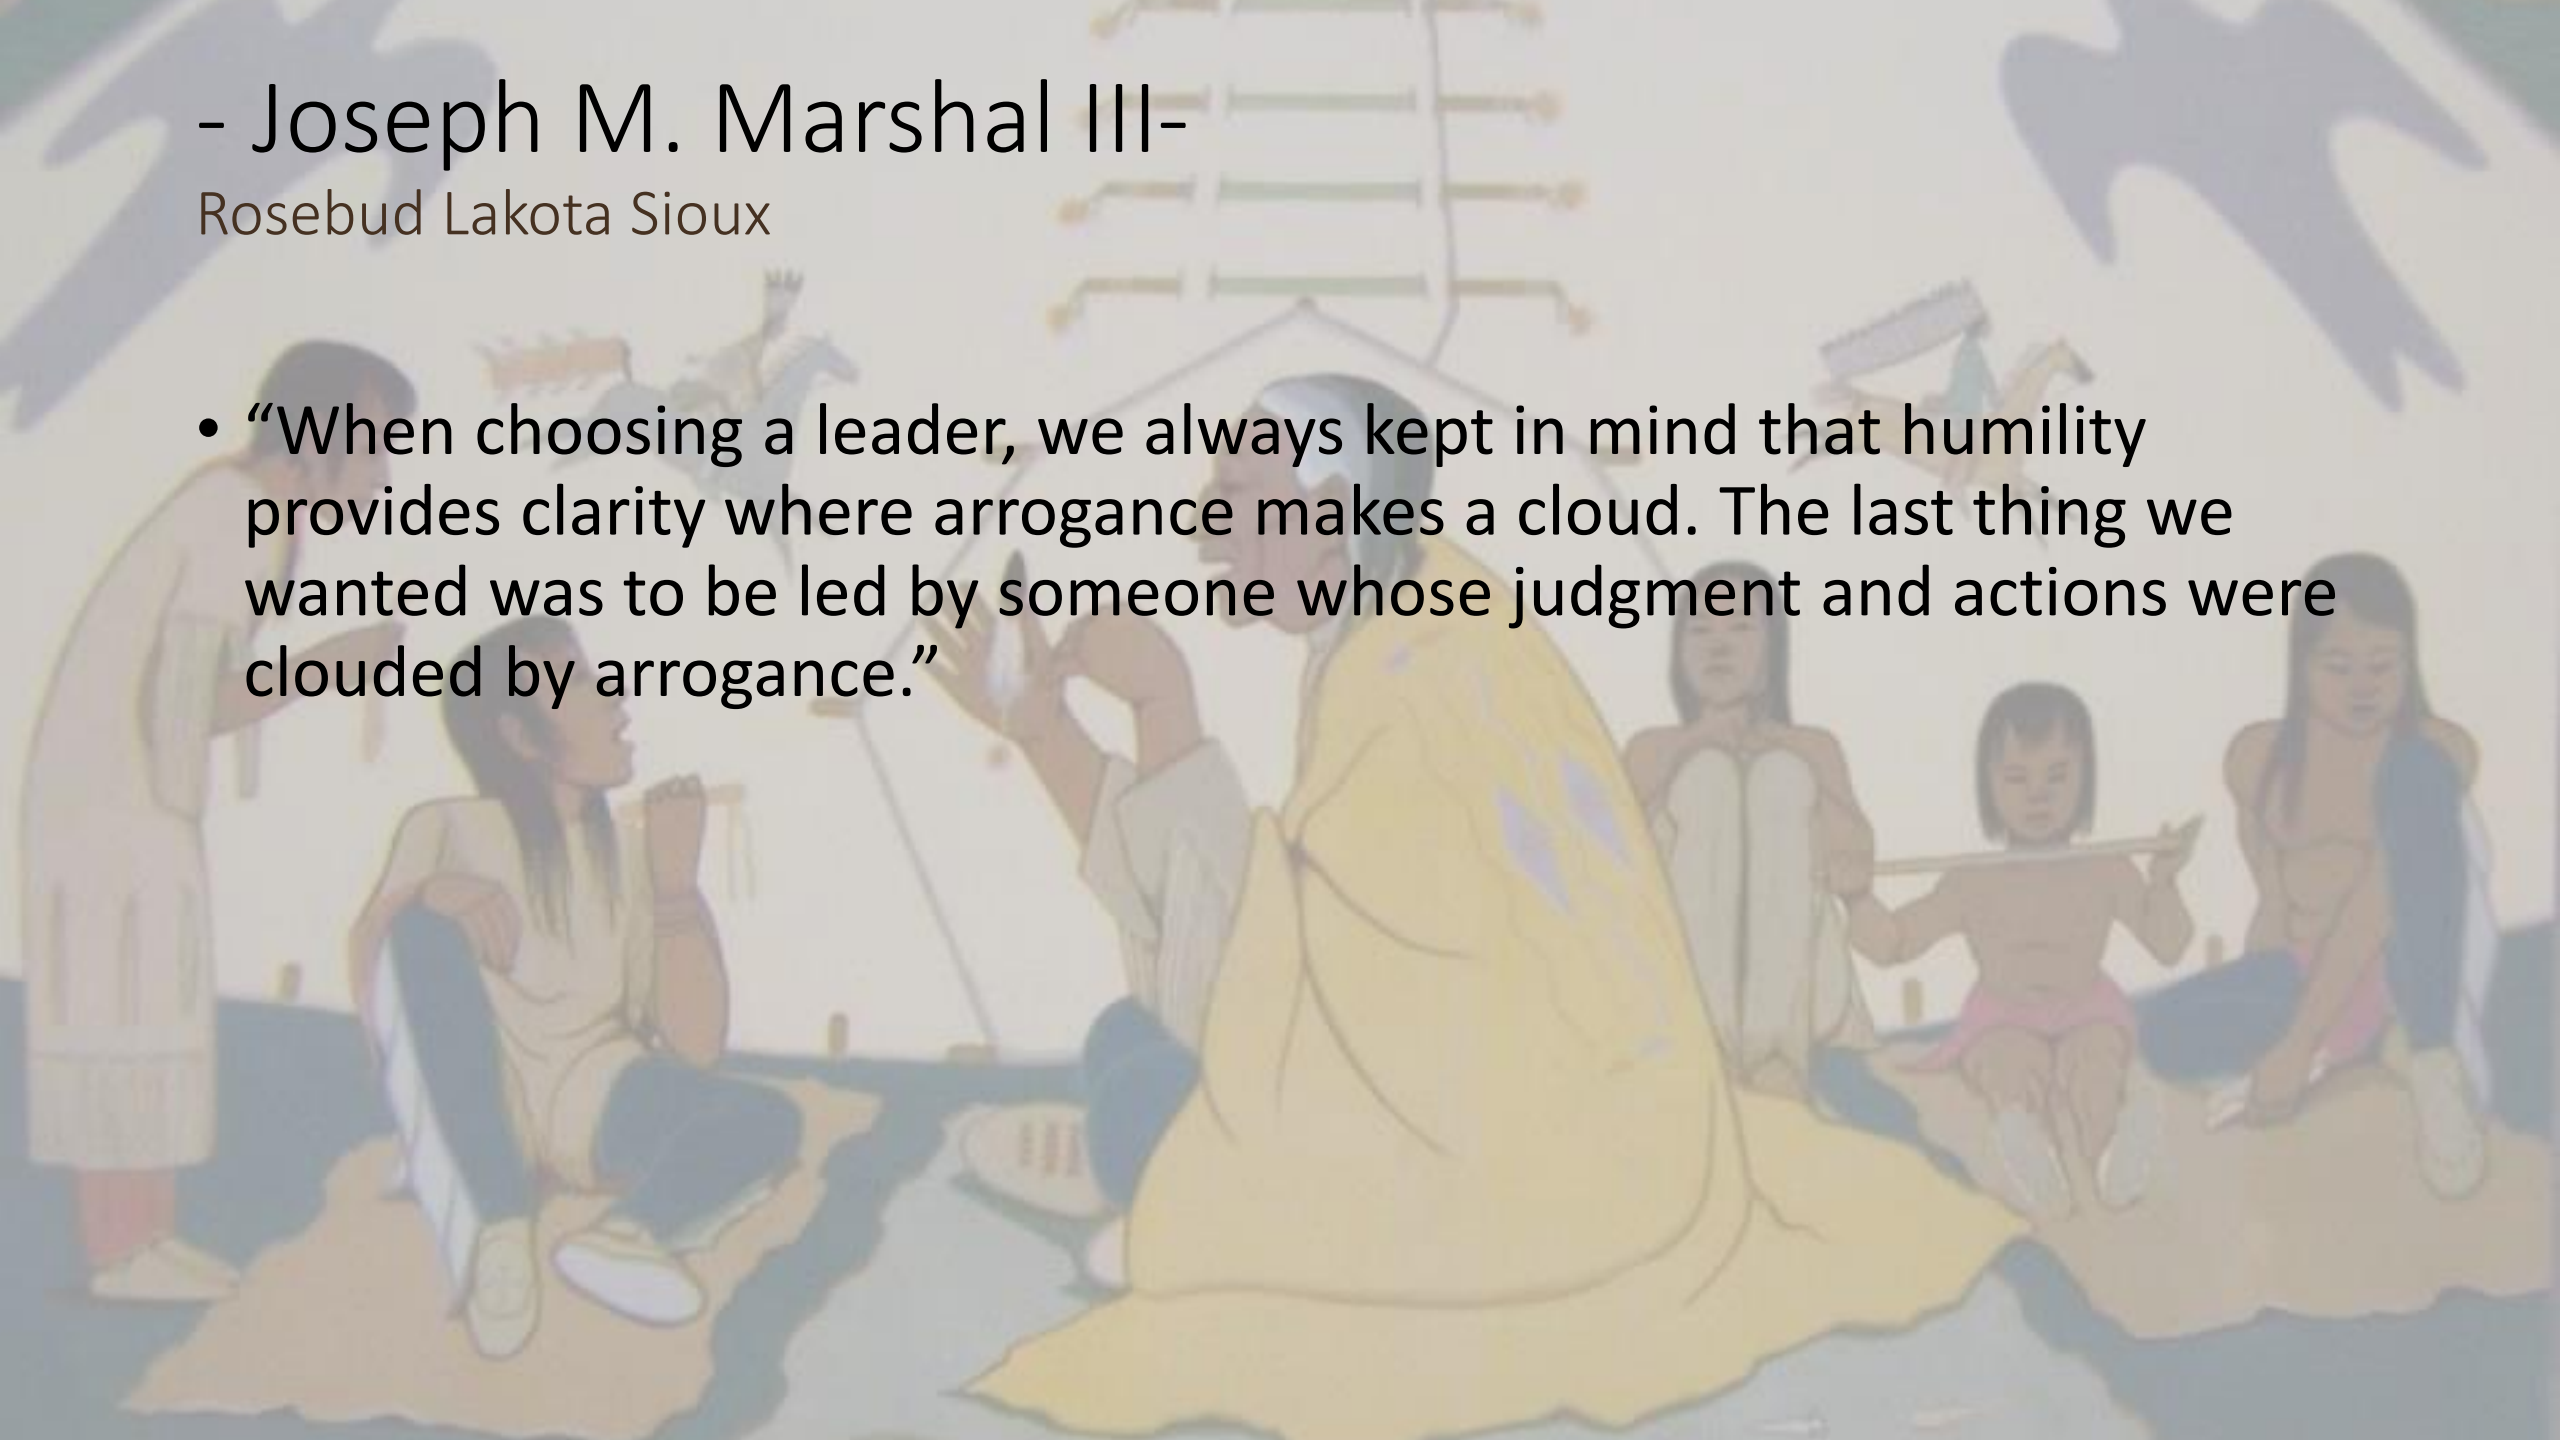 - Joseph M. Marshal III-
Rosebud Lakota Sioux
• “When choosing a leader, we always kept in mind that humility
provides clarity where arrogance makes a cloud. The last thing we
wanted was to be led by someone whose judgment and actions were
clouded by arrogance.”